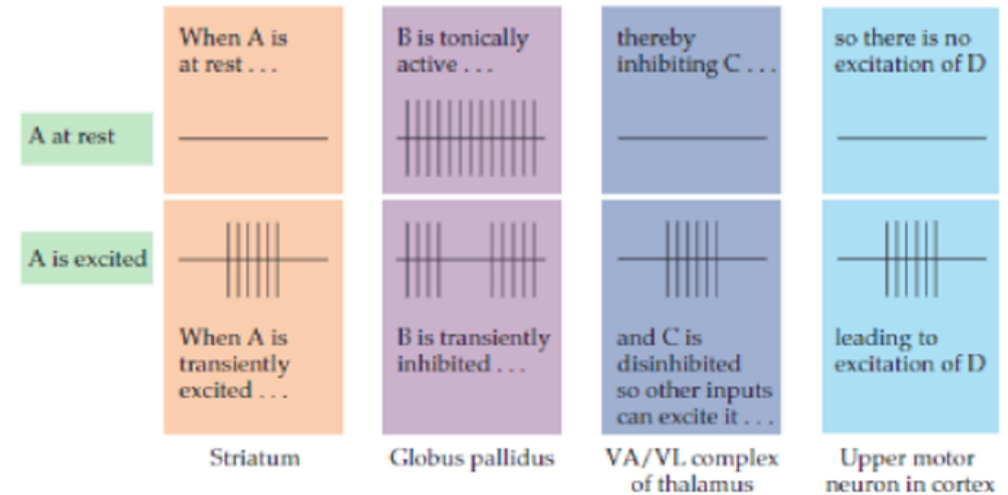 When A is
at rest . . .
B is tonically
active . . .
thereby
inhibiting C . . .
so there is no
excitation of D
A at rest
A is excited
When A is
transiently
excited . . .
B is transiently
inhibited . . .
and C is
disinhibited
so other inputs
can excite it . . .
leading to
excitation of D
Striatum
Globus pallidus
VA/VL complex
of thalamus
Upper motor
neuron in cortex